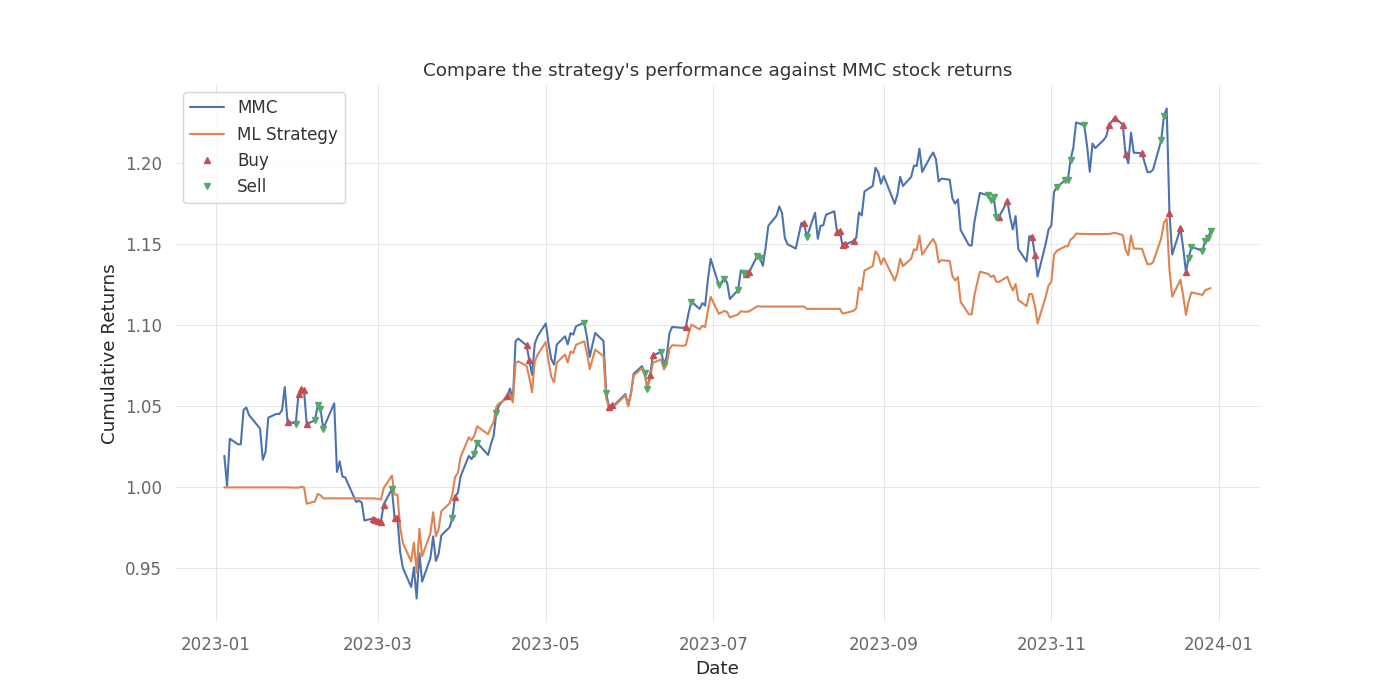 Compare the strategy's performance against MMC stock returns
MMC
ML Strategy
Buy
Sell
Cumulative Returns
1.20
1.15
1.10
1.05
1.00
0.95
2023-01
2023-03
2023-05
2023-07
2023-09
2023-11
2024-01
Date